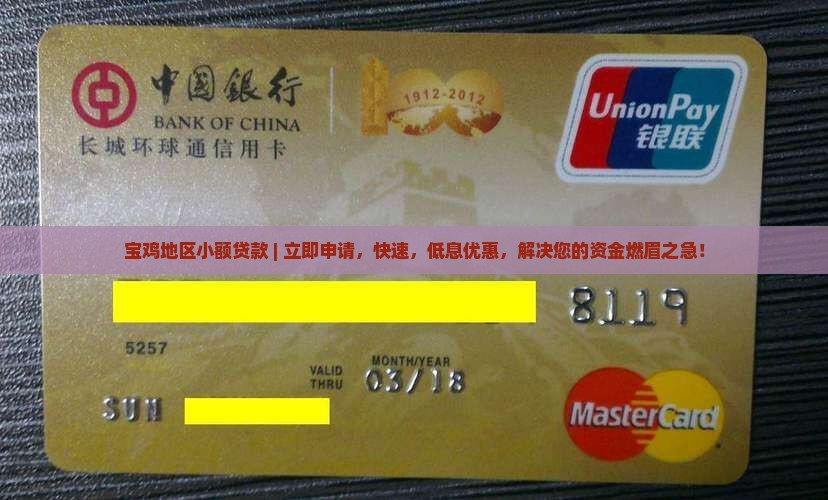 中國銀行
BANK OF CHINA
长城环球通信用卡
1912-2012
UnionPay
银联
宝鸡地区小额贷款 | 立即申请，快速，低息优惠，解决您的资金燃眉之急！
8119
5257
VALID
THRU
MONTH/YEAR
03/18
SUN
MasterCard